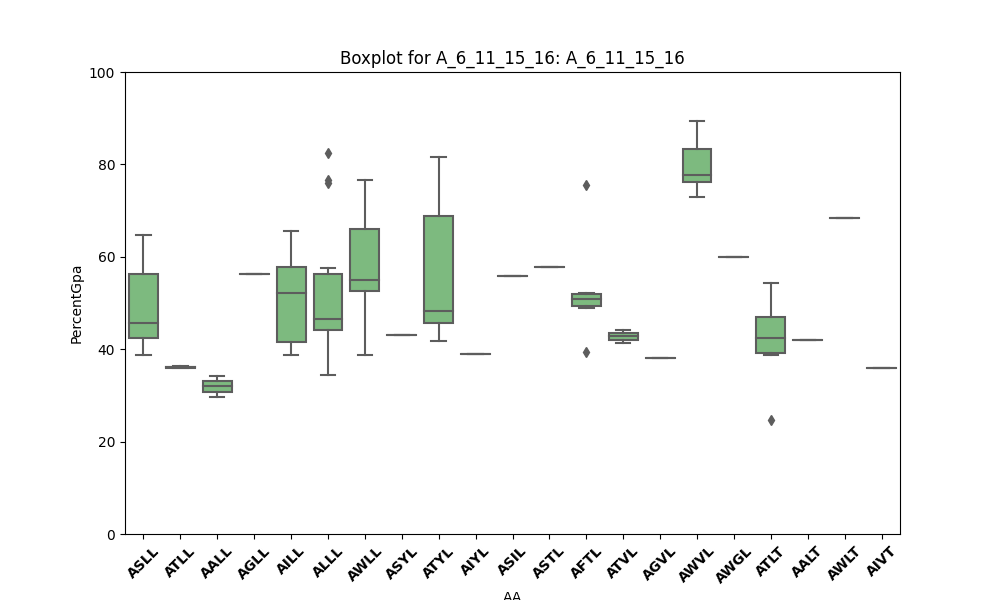 Boxplot for A_6_11_15_16: A_6_11_15_16
100
80
60
40
20
0
PercentGpa
ASLL ATLL AALL AGLL AILL ALLL AWLL ASYL ATYL AIYL ASIL ASTL AFTL ATVL AGVL AWVL AWGL ATLT AALT AWLT AIVT
AA